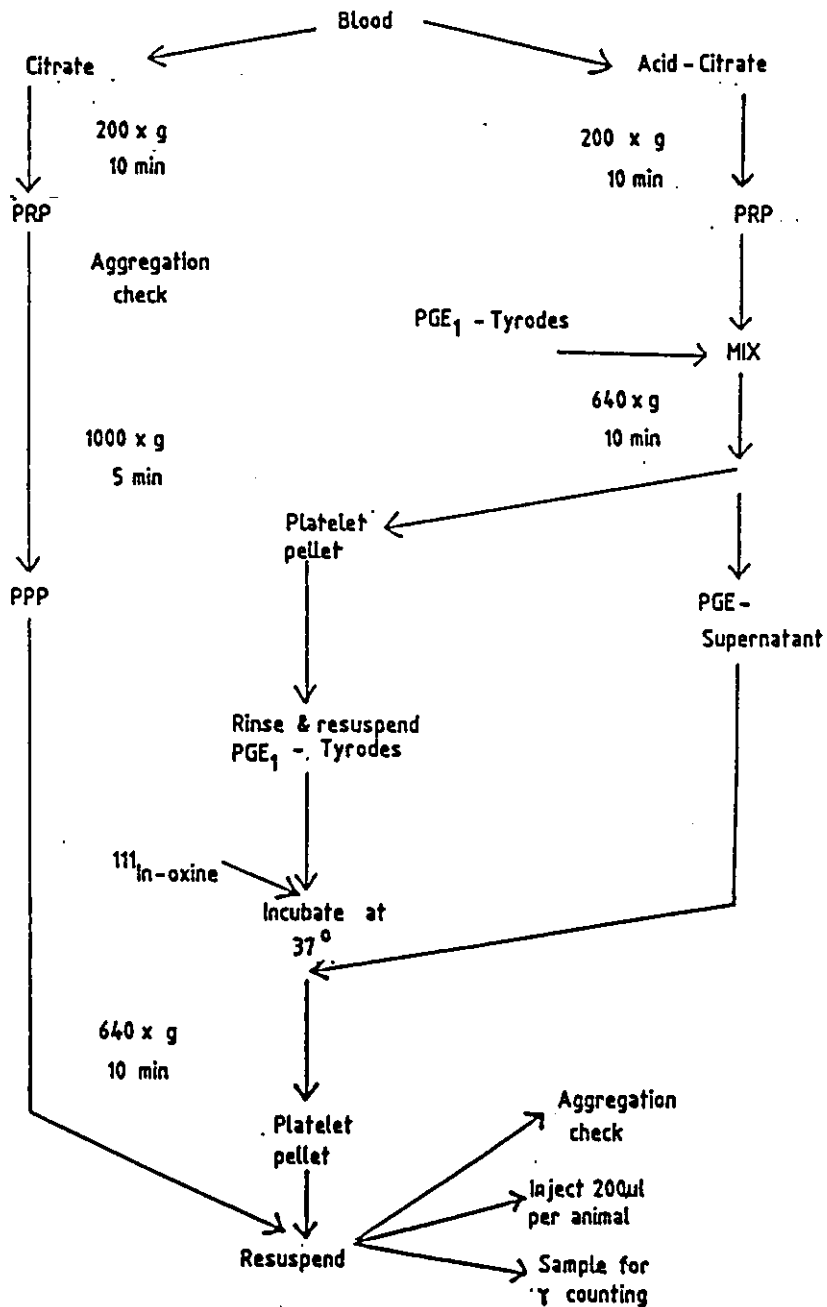 Blood
Citrate
Acid-Citrate
200 x g
10 min
200 x g
10 min
PRP
PRP
Aggregation
check
PGE₁ - Tyrodes
MIX
640 x g
10 min
1000 x g
5 min
Platelet
pellet
PPP
PGE-
Supernatant
Rinse & resuspend
PGE₁ - Tyrodes
¹¹¹In-oxine
Incubate at
37°
640 x g
10 min
Platelet
pellet
Aggregation
check
Inject 200µl
per animal
Resuspend
Sample for
γ counting